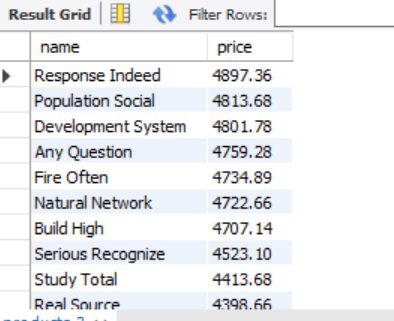 Result Grid Filter Rows:
name price
Response Indeed 4897.36
Population Social 4813.68
Development System 4801.78
Any Question 4759.28
Fire Often 4734.89
Natural Network 4722.66
Build High 4707.14
Serious Recognize 4523.10
Study Total 4413.68
Real Source 4398.66